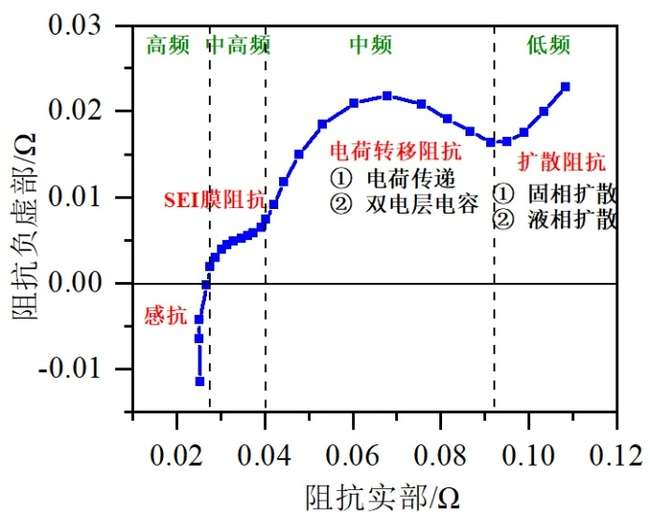 0.03
0.02
0.01
0.00
-0.01
阻抗负虚部/Ω
高频 中高频 中频 低频
SEI膜阻抗
电荷转移阻抗
① 电荷传递
② 双电层电容
扩散阻抗
① 固相扩散
② 液相扩散
感抗
0.02 0.04 0.06 0.08 0.10 0.12
阻抗实部/Ω